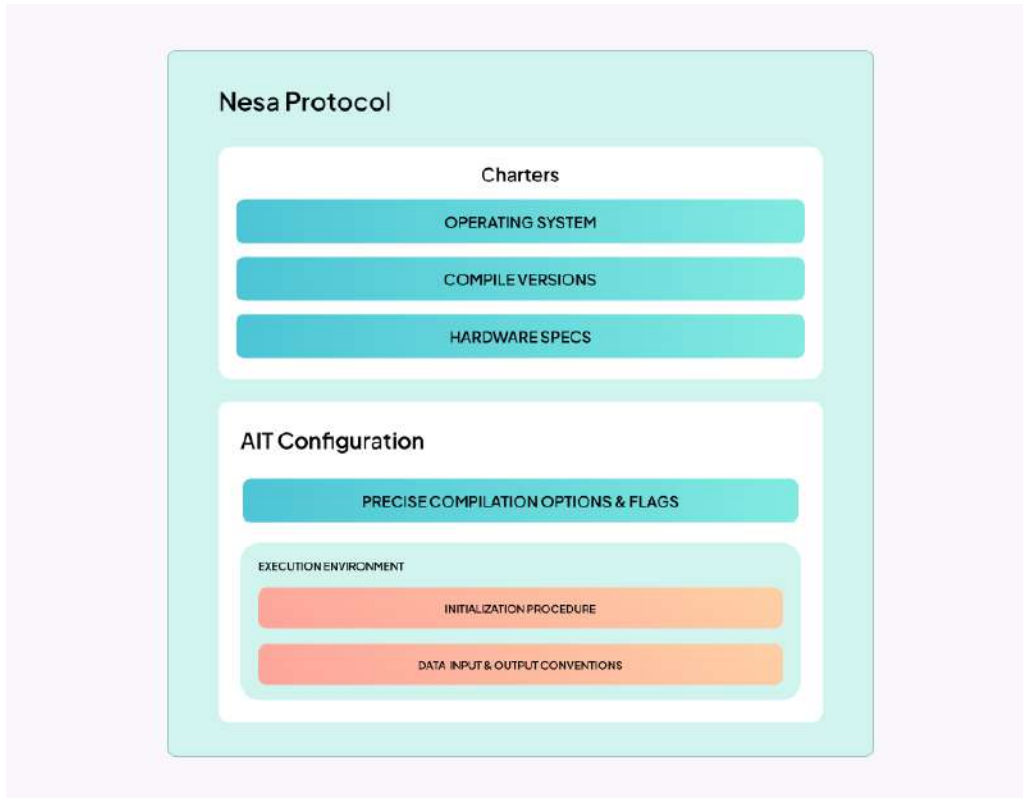 Nesa Protocol
Charters
OPERATING SYSTEM
COMPILE VERSIONS
HARDWARE SPECS
AIT Configuration
PRECISE COMPILATION OPTIONS & FLAGS
EXECUTION ENVIRONMENT
INITIALIZATION PROCEDURE
DATA INPUT & OUTPUT CONVENTIONS